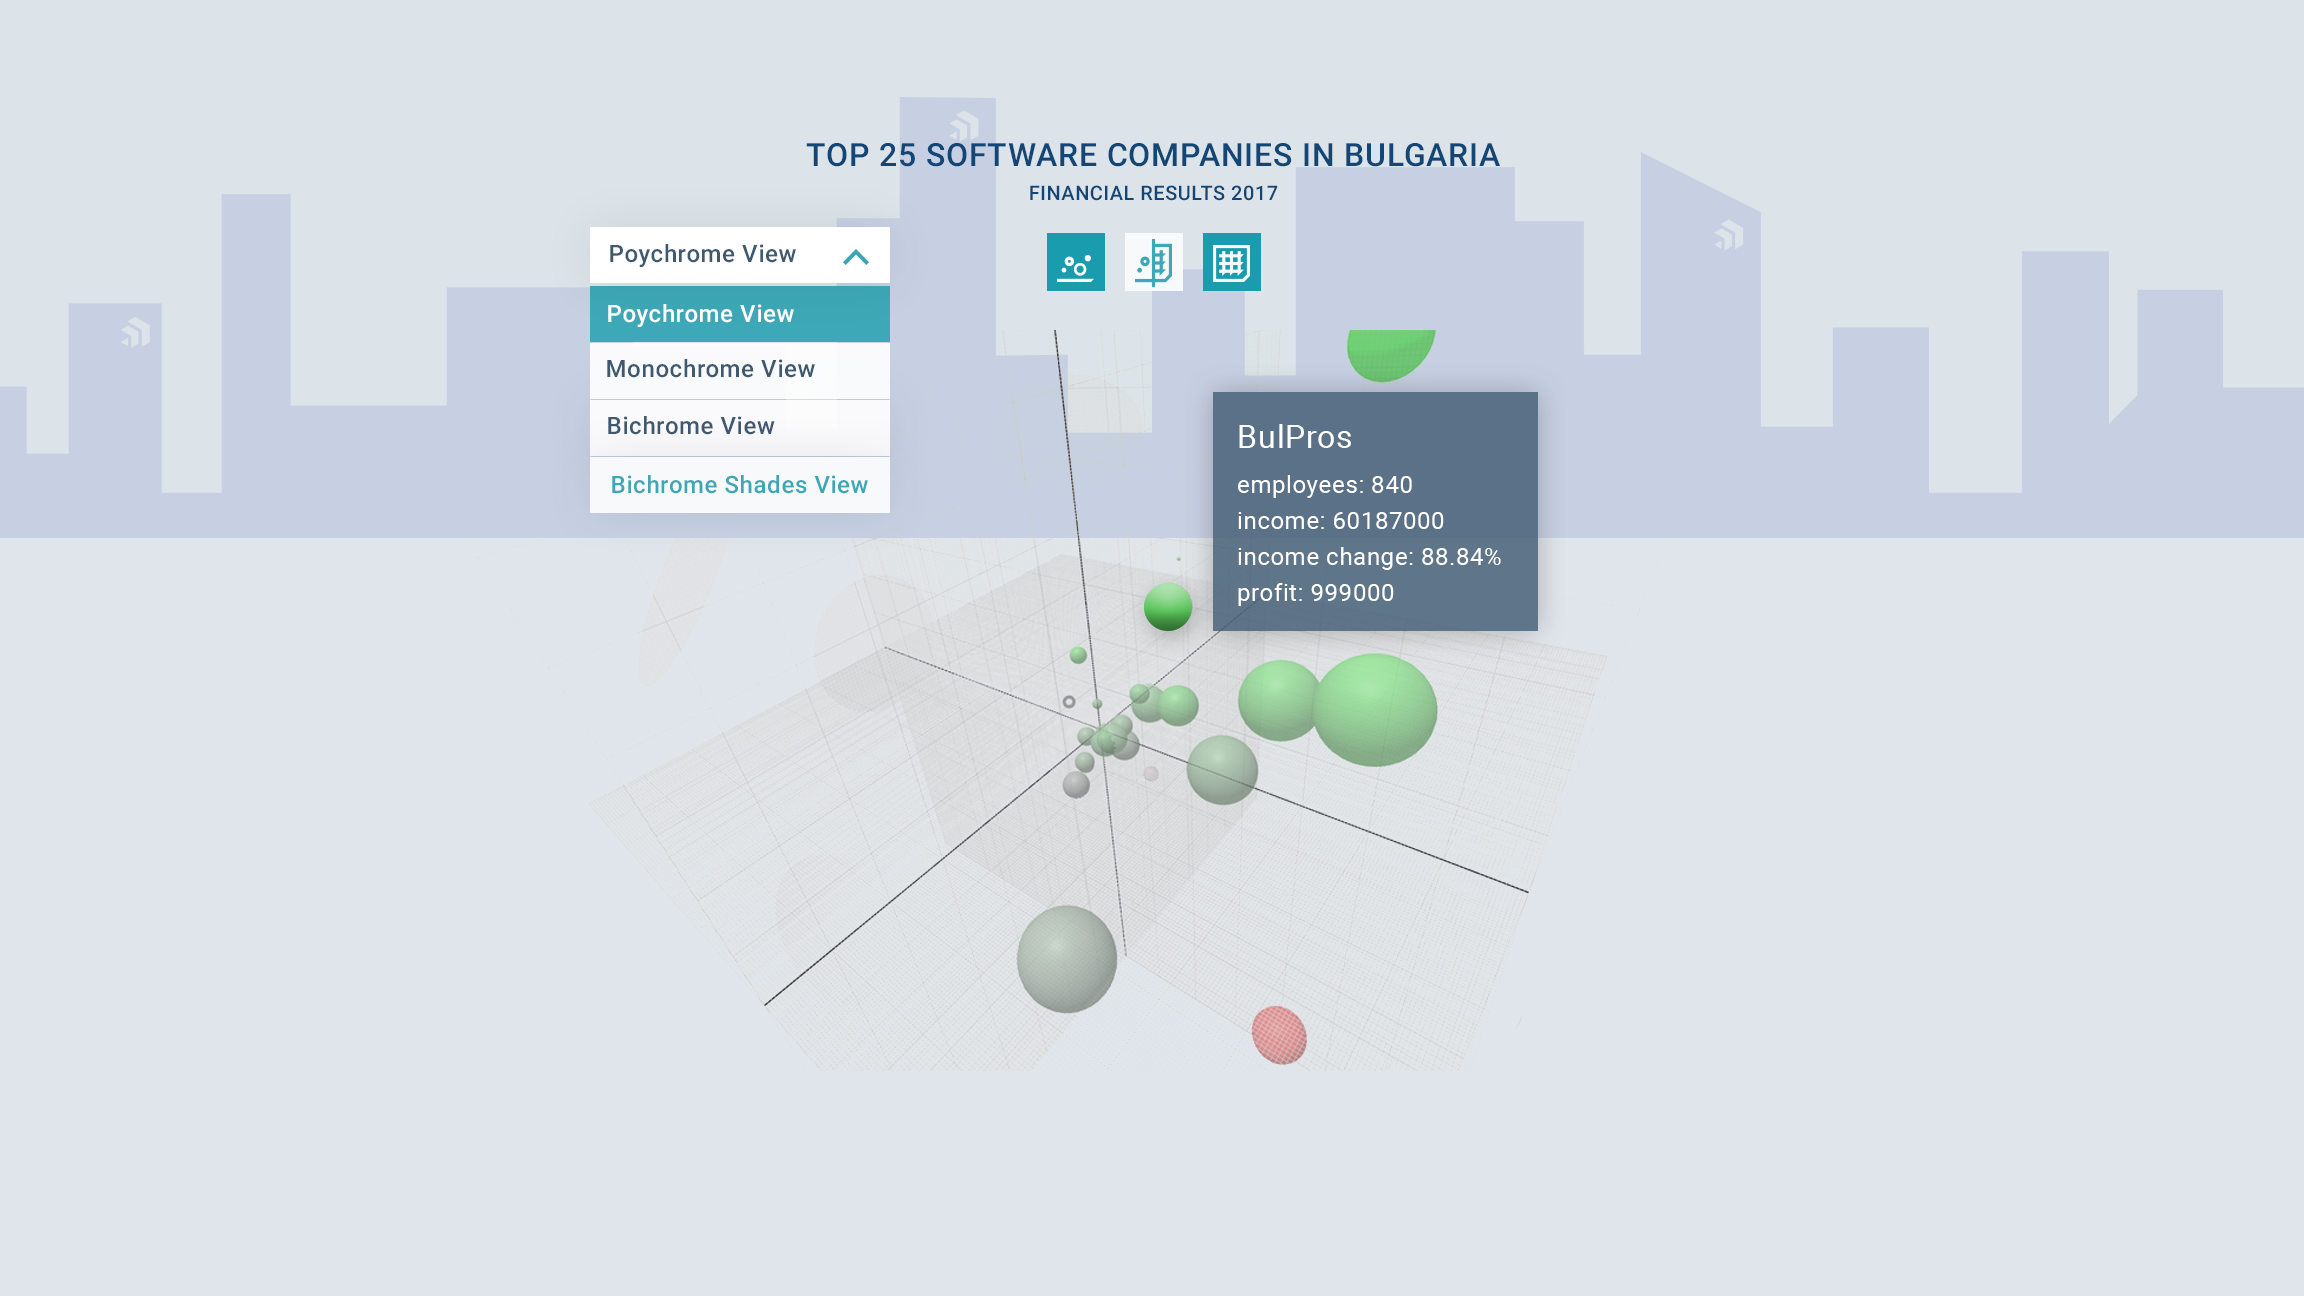 TOP 25 SOFTWARE COMPANIES IN BULGARIA
FINANCIAL RESULTS 2017
Poychrome View
Poychrome View
Monochrome View
Bichrome View
Bichrome Shades View
BulPros
employees: 840
income: 60187000
income change: 88.84%
profit: 999000